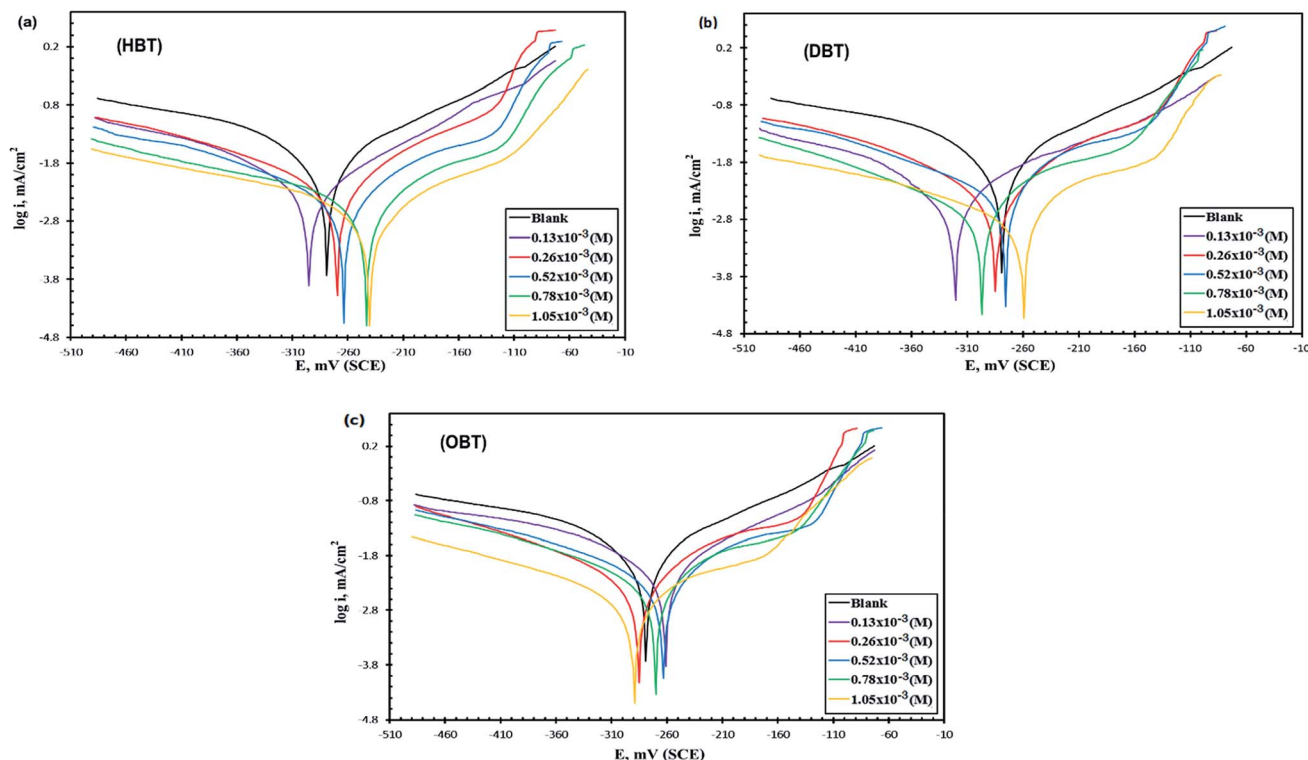 (a)
(HBT)
log i, mA/cm²
0.2
-0.8
-1.8
-2.8
-3.8
-4.8
Blank
0.13x10⁻³(M)
0.26x10⁻³(M)
0.52x10⁻³(M)
0.78x10⁻³(M)
1.05x10⁻³(M)
-510 -460 -410 -360 -310 -260 -210 -160 -110 -60 -10
E, mV (SCE)
(b)
(DBT)
log i, mA/cm²
0.2
-0.8
-1.8
-2.8
-3.8
-4.8
Blank
0.13x10⁻³(M)
0.26x10⁻³(M)
0.52x10⁻³(M)
0.78x10⁻³(M)
1.05x10⁻³(M)
-510 -460 -410 -360 -310 -260 -210 -160 -110 -60 -10
E, mV (SCE)
(c)
(OBT)
log i, mA/cm²
0.2
-0.8
-1.8
-2.8
-3.8
-4.8
Blank
0.13x10⁻³(M)
0.26x10⁻³(M)
0.52x10⁻³(M)
0.78x10⁻³(M)
1.05x10⁻³(M)
-510 -460 -410 -360 -310 -260 -210 -160 -110 -60 -10
E, mV (SCE)